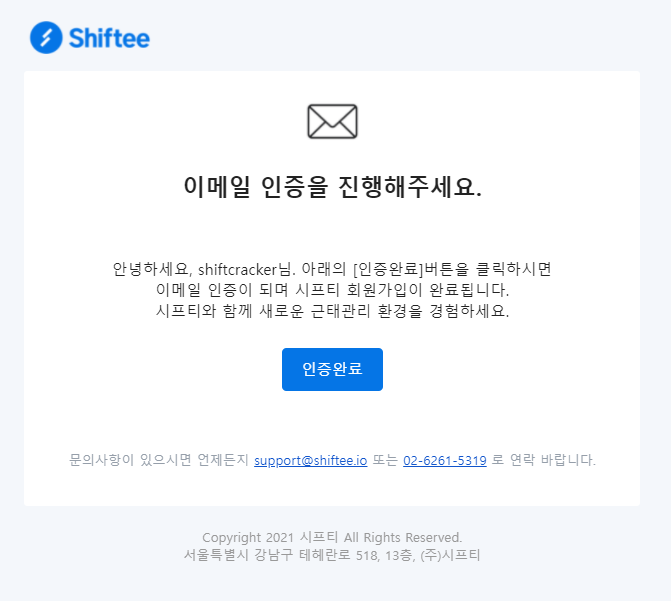 Shiftee
이메일 인증을 진행해주세요.
안녕하세요, shiftcracker님. 아래의 [인증완료]버튼을 클릭하시면
이메일 인증이 되며 시프티 회원가입이 완료됩니다.
시프티와 함께 새로운 근태관리 환경을 경험하세요.
인증완료
문의사항이 있으시면 언제든지 support@shiftee.io 또는 02-6261-5319 로 연락 바랍니다.
Copyright 2021 시프티 All Rights Reserved.
서울특별시 강남구 테헤란로 518, 13층, (주)시프티